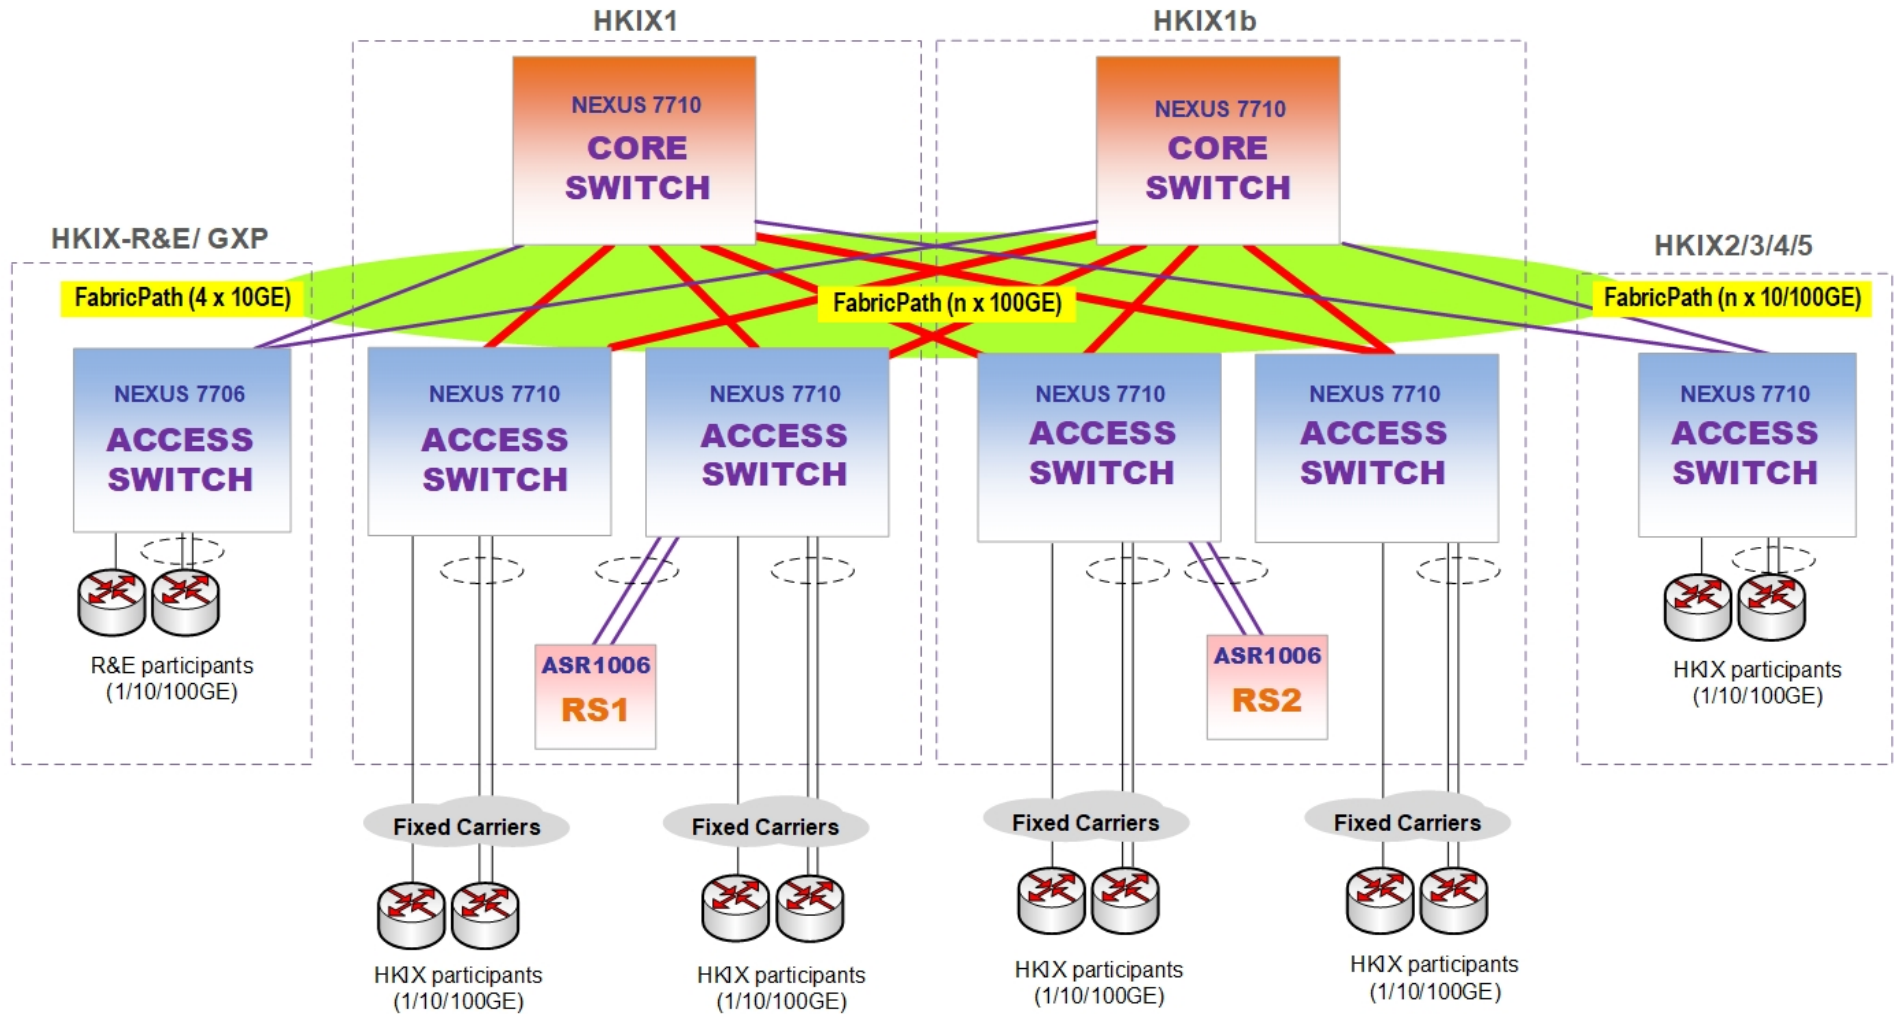 HKIX1
HKIX1b
NEXUS 7710
CORE
SWITCH
NEXUS 7710
CORE
SWITCH
HKIX-R&E/ GXP
HKIX2/3/4/5
FabricPath (4 x 10GE)
FabricPath (n x 100GE)
FabricPath (n x 10/100GE)
NEXUS 7706
ACCESS
SWITCH
NEXUS 7710
ACCESS
SWITCH
NEXUS 7710
ACCESS
SWITCH
NEXUS 7710
ACCESS
SWITCH
NEXUS 7710
ACCESS
SWITCH
NEXUS 7710
ACCESS
SWITCH
R&E participants
(1/10/100GE)
ASR1006
RS1
ASR1006
RS2
HKIX participants
(1/10/100GE)
Fixed Carriers
Fixed Carriers
Fixed Carriers
Fixed Carriers
HKIX participants
(1/10/100GE)
HKIX participants
(1/10/100GE)
HKIX participants
(1/10/100GE)
HKIX participants
(1/10/100GE)